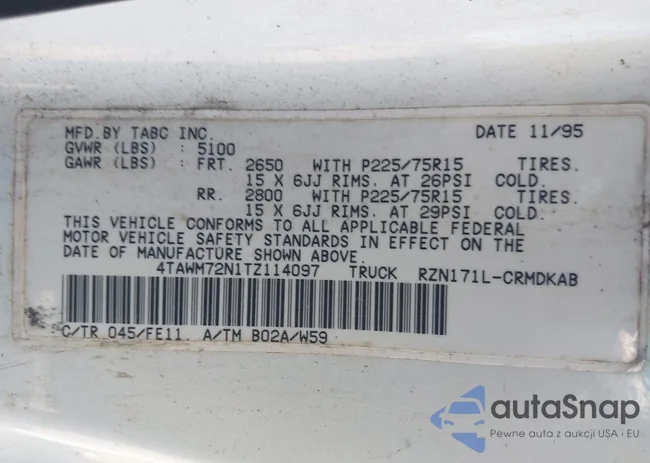 MFD.BY TABC INC. DATE 11/95
GVWR (LBS) : 5100
GAWR (LBS) : FRT. 2650 WITH P225/75R15 TIRES.
15 X 6JJ RIMS. AT 26PSI COLD.
RR. 2800 WITH P225/75R15 TIRES.
15 X 6JJ RIMS. AT 29PSI COLD.
THIS VEHICLE CONFORMS TO ALL APPLICABLE FEDERAL
MOTOR VEHICLE SAFETY STANDARDS IN EFFECT ON THE
DATE OF MANUFACTURE SHOWN ABOVE.
4TAWM72N1TZ114097 TRUCK RZN171L-CRMDKAB
C/TR 045/FE11. A/TM B02A/W59
autoSnap
Pewne auta z aukcji USA i EU